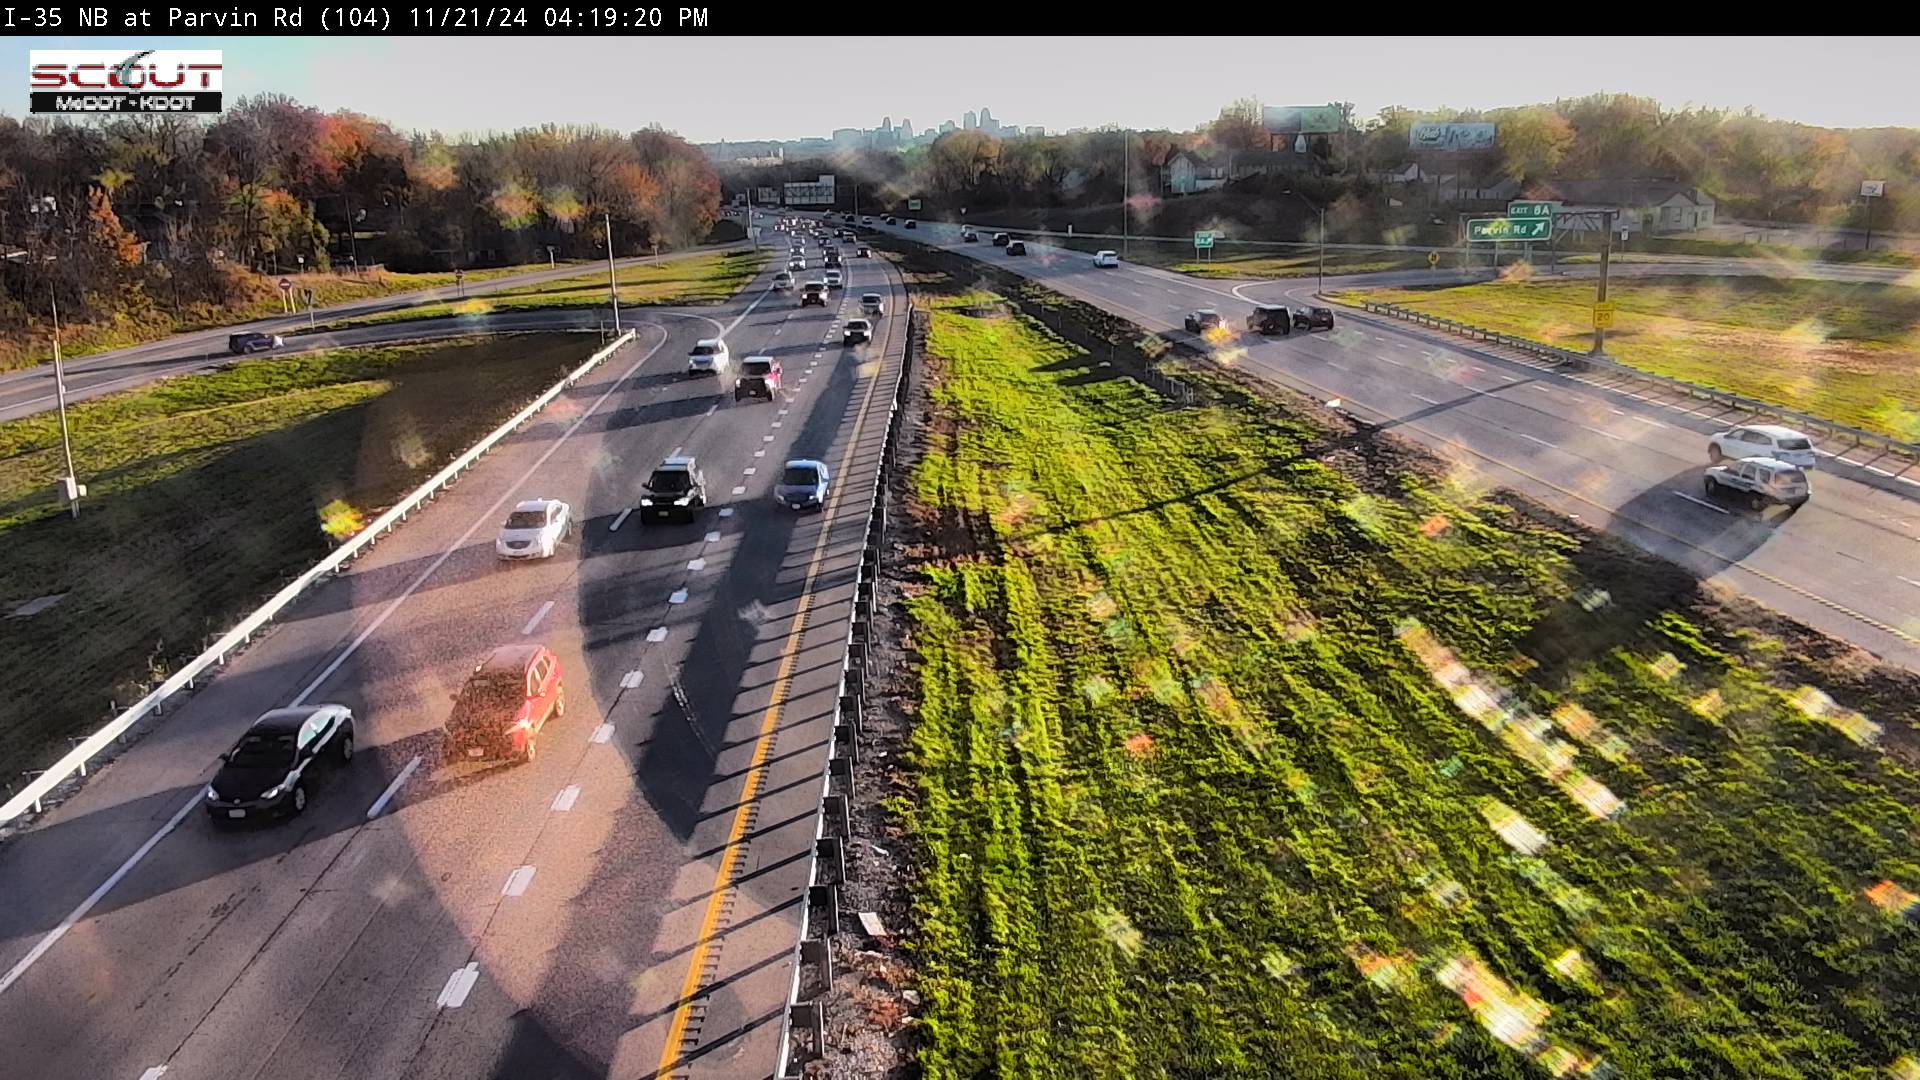 I-35 NB at Parvin Rd (104) 11/21/24 04:19:20 PM
SCOUT
MoDOT - KDOT
EXIT 8A
Parvin Rd
20